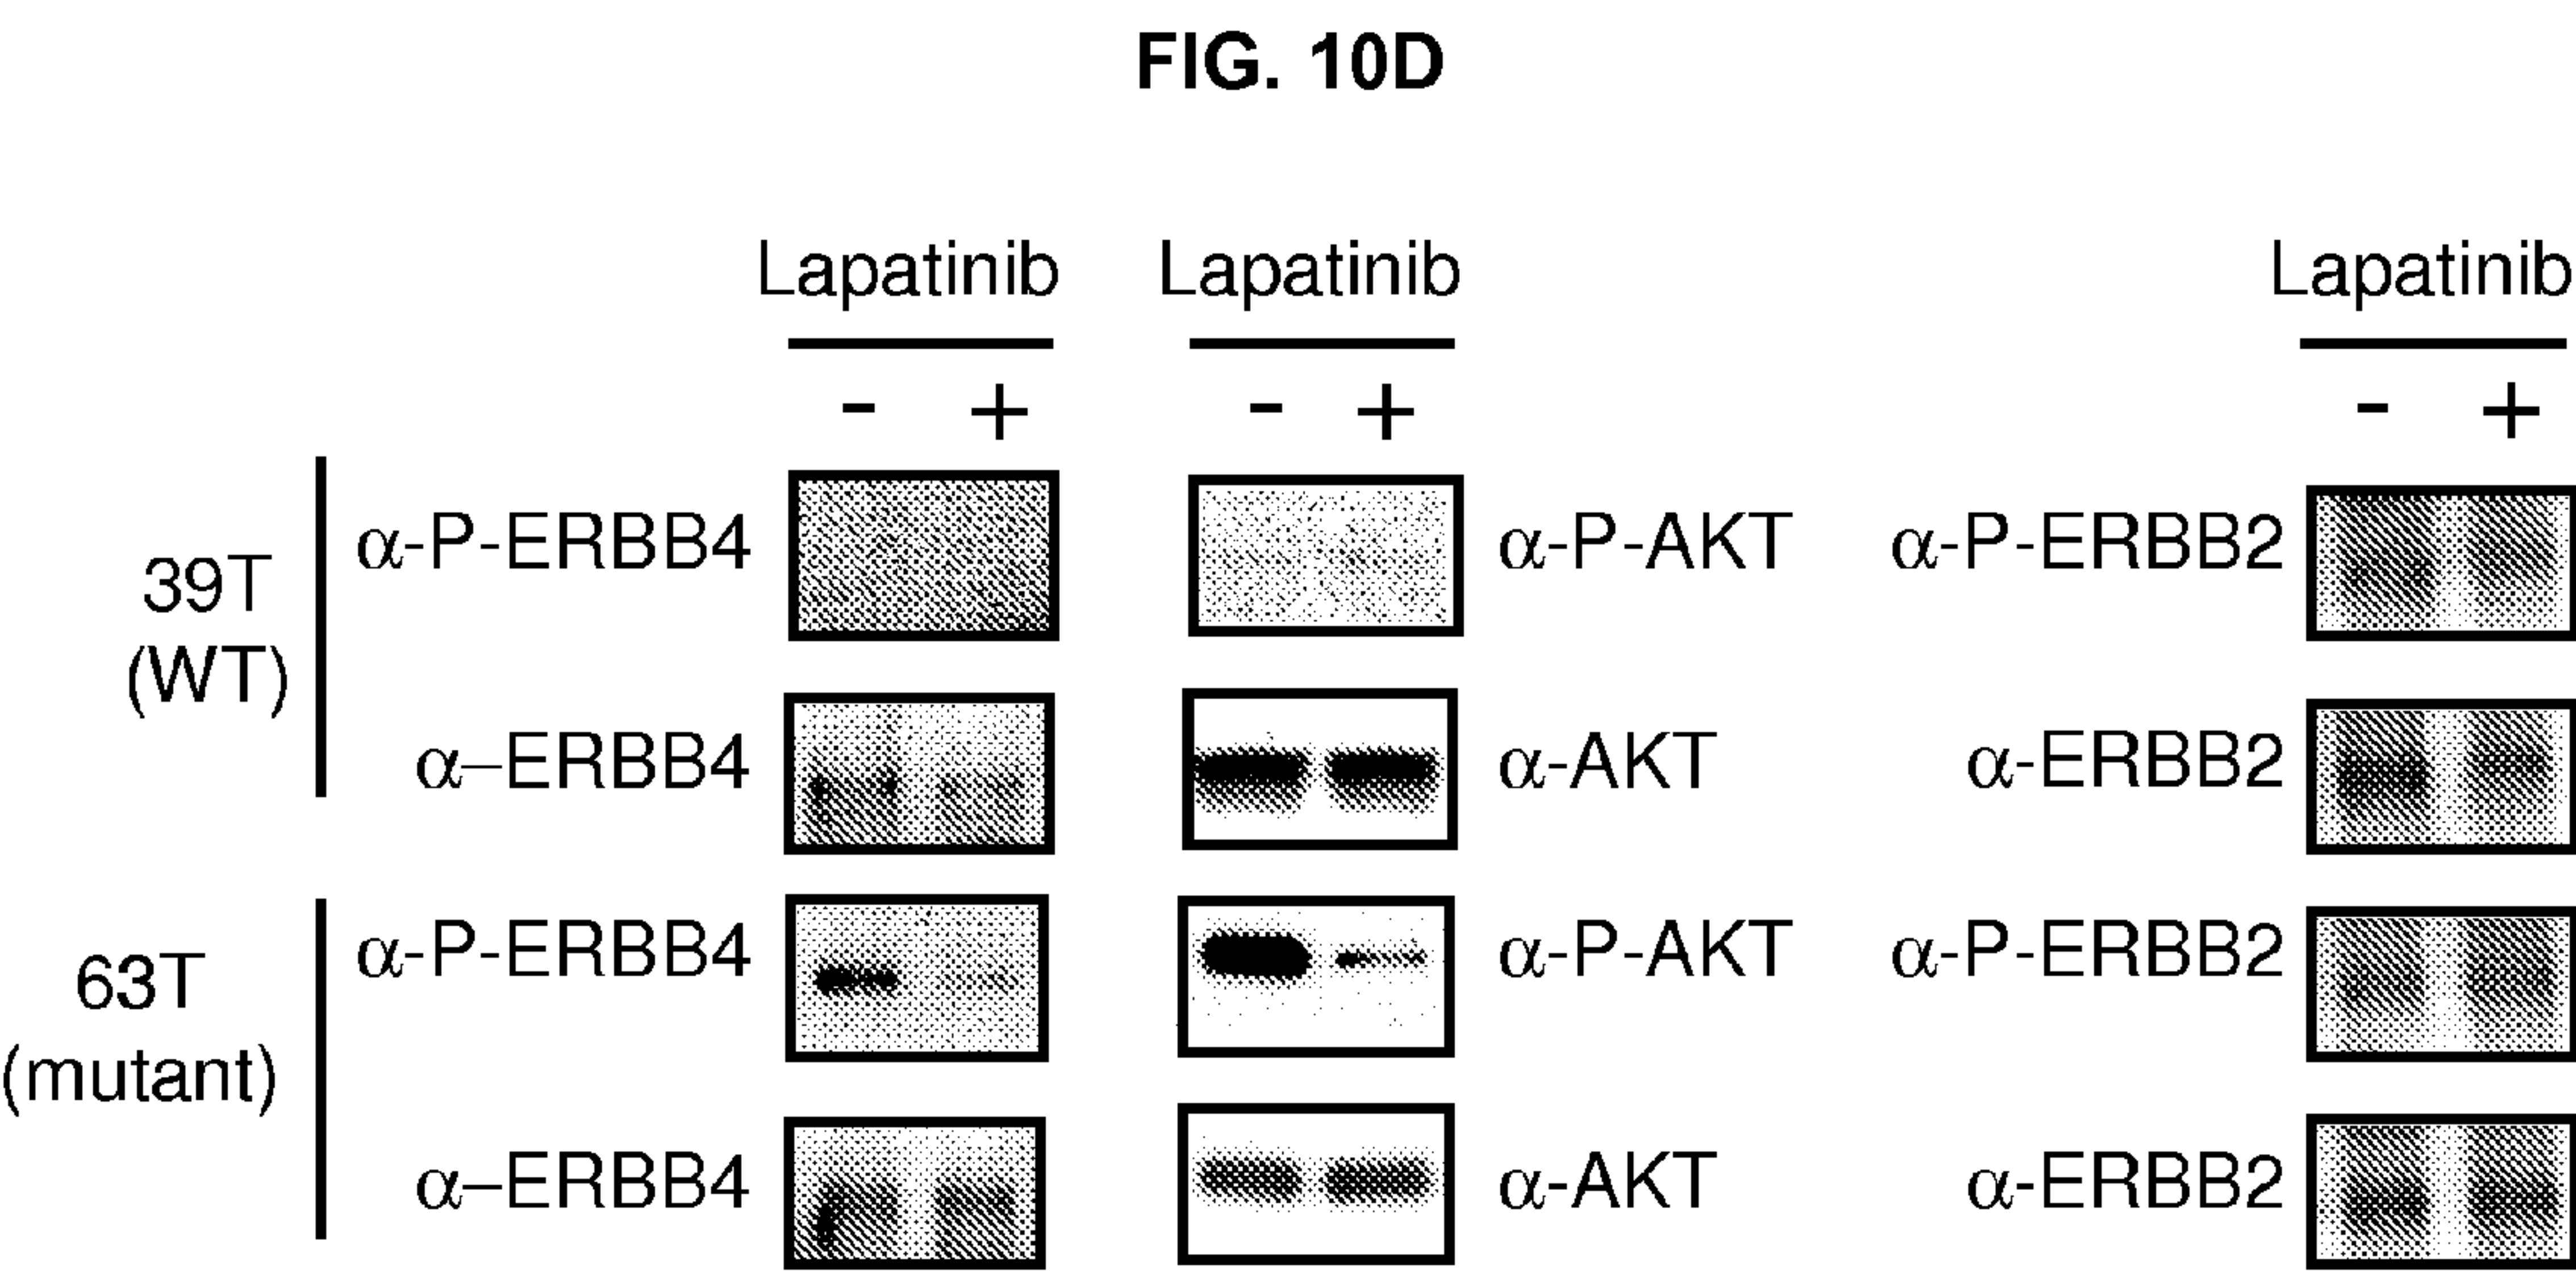 FIG. 10D
Lapatinib Lapatinib Lapatinib
- + - + - +
39T
(WT)
α-P-ERBB4 α-P-AKT α-P-ERBB2
α–ERBB4 α-AKT α-ERBB2
63T
(mutant)
α-P-ERBB4 α-P-AKT α-P-ERBB2
α–ERBB4 α-AKT α-ERBB2